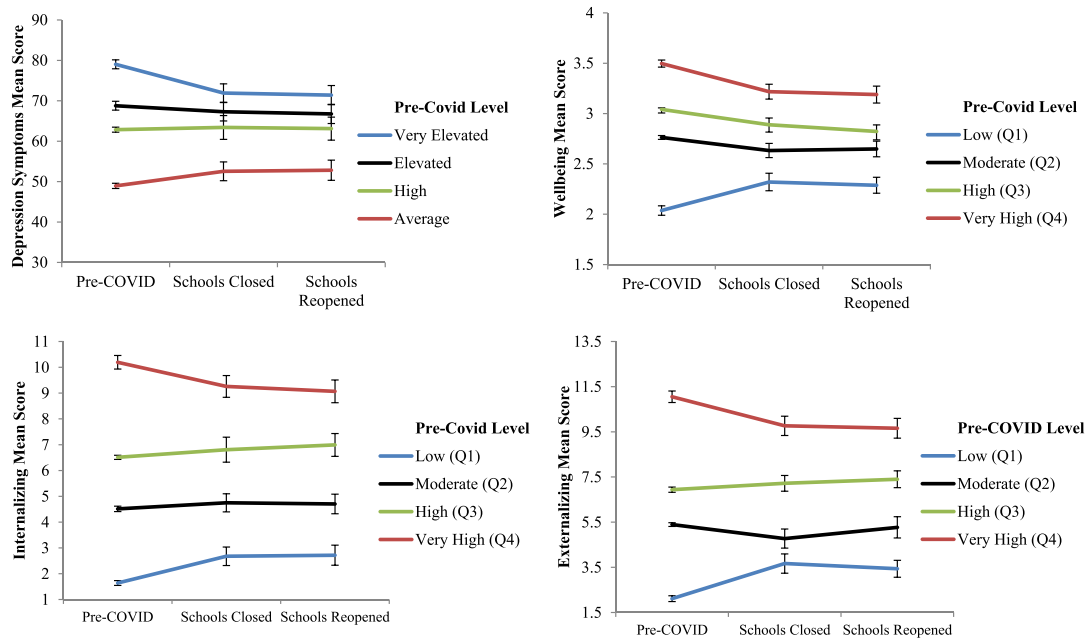 Depression Symptoms Mean Score
90
80
70
60
50
40
30
Pre-COVID
Schools Closed
Schools
Reopened
Pre-Covid Level
Very Elevated
Elevated
High
Average
Wellbeing Mean Score
4
3.5
3
2.5
2
1.5
Pre-COVID
Schools Closed
Schools
Reopened
Pre-Covid Level
Low (Q1)
Moderate (Q2)
High (Q3)
Very High (Q4)
Internalizing Mean Score
11
10
9
8
7
6
5
4
3
2
1
Pre-COVID
Schools Closed
Schools Reopened
Pre-Covid Level
Low (Q1)
Moderate (Q2)
High (Q3)
Very High (Q4)
Externalizing Mean Score
13.5
11.5
9.5
7.5
5.5
3.5
1.5
Pre-COVID
Schools Closed
Schools Reopened
Pre-COVID Level
Low (Q1)
Moderate (Q2)
High (Q3)
Very High (Q4)